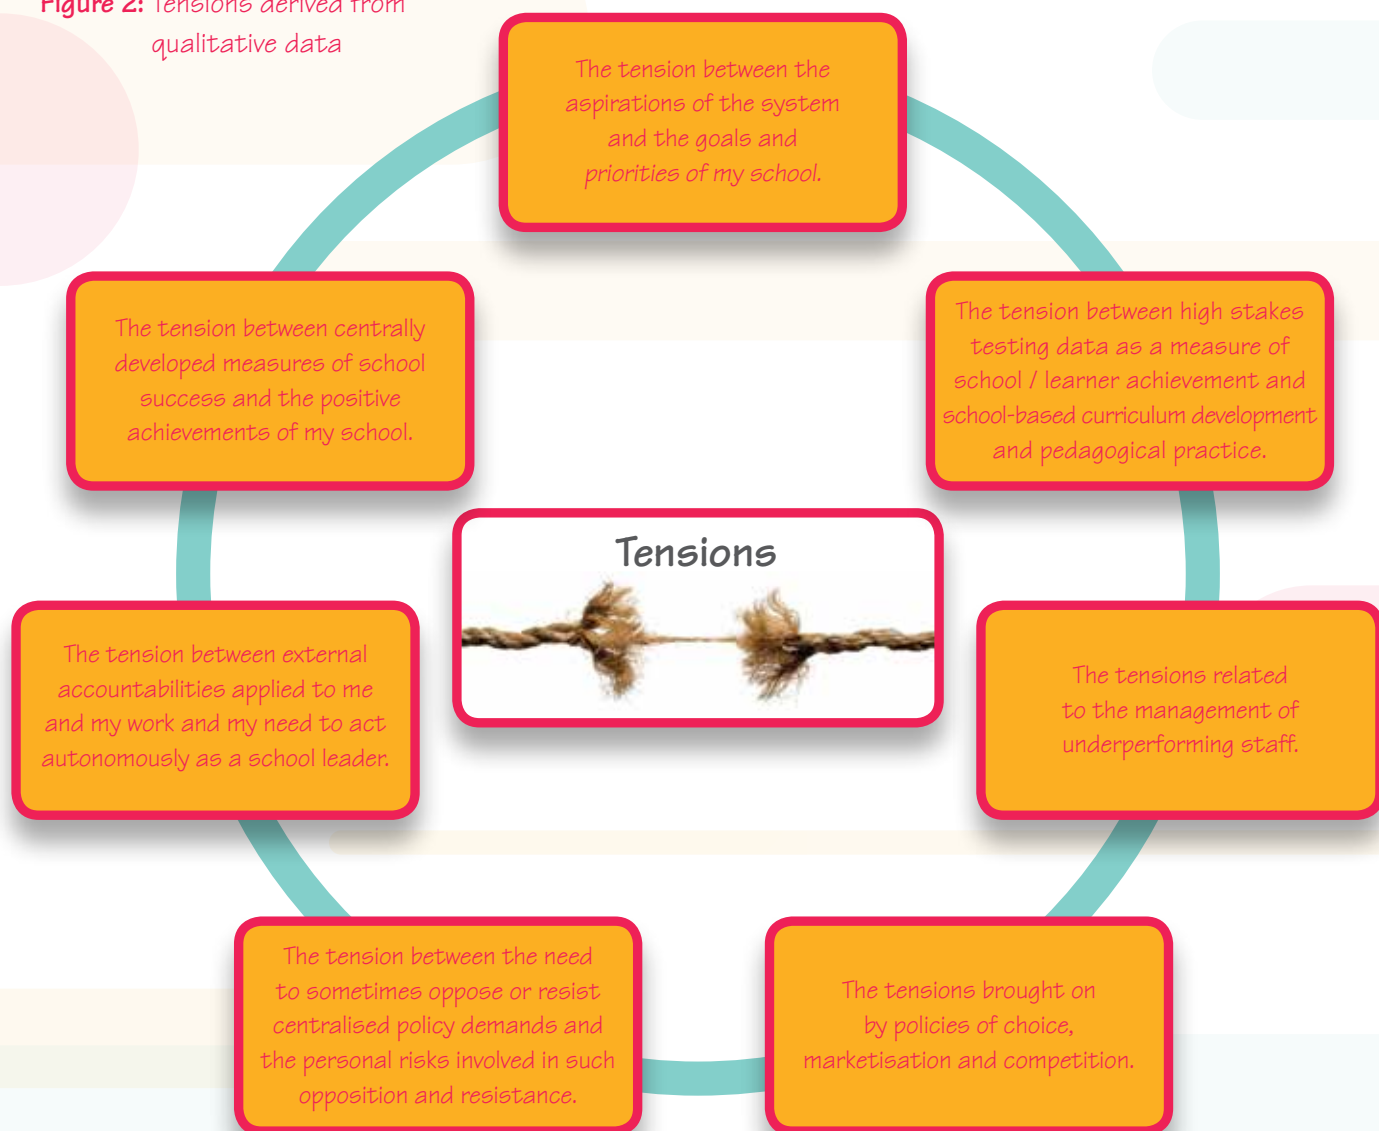 Figure 2: Tensions derived from
qualitative data
The tension between the
aspirations of the system
and the goals and
priorities of my school.
The tension between high stakes
testing data as a measure of
school / learner achievement and
school-based curriculum development
and pedagogical practice.
The tensions related
to the management of
underperforming staff.
The tensions brought on
by policies of choice,
marketisation and competition.
The tension between the need
to sometimes oppose or resist
centralised policy demands and
the personal risks involved in such
opposition and resistance.
The tension between external
accountabilities applied to me
and my work and my need to act
autonomously as a school leader.
The tension between centrally
developed measures of school
success and the positive
achievements of my school.
Tensions